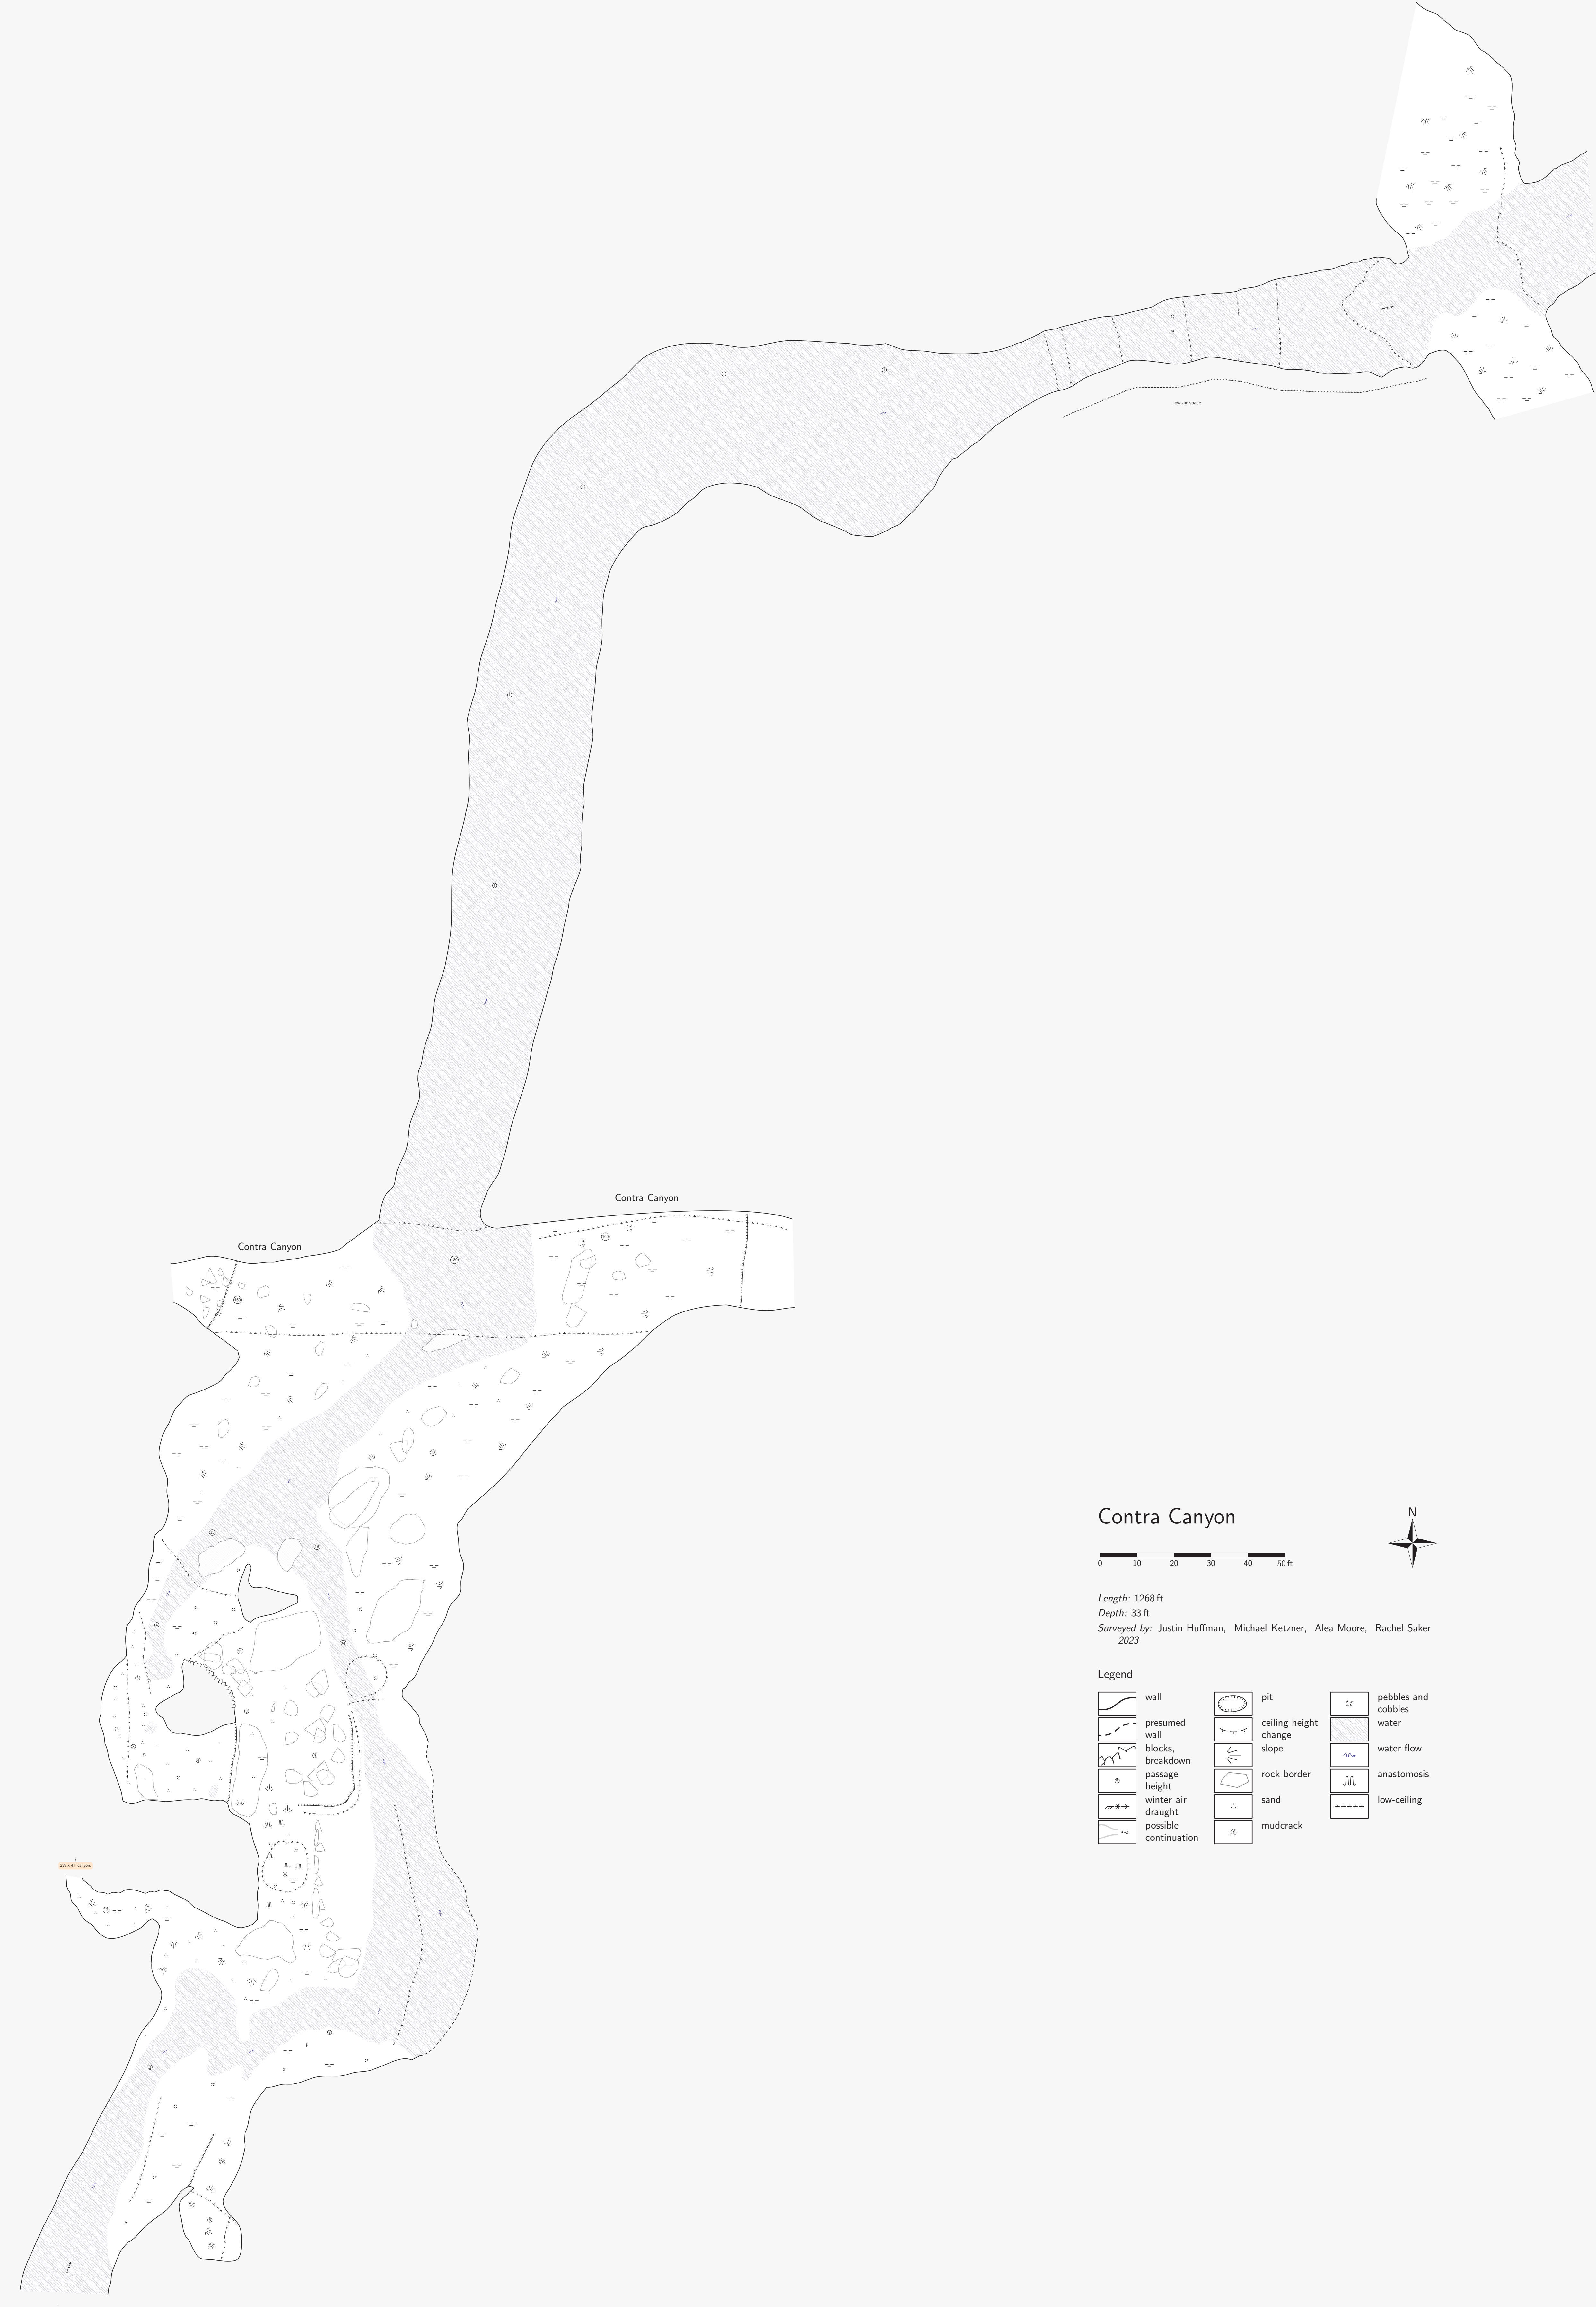 low air space
Contra Canyon
Contra Canyon
3W x 4T canyon
Contra Canyon
N
0 10 20 30 40 50 ft
Length: 1268 ft
Depth: 33 ft
Surveyed by: Justin Huffman, Michael Ketzner, Alea Moore, Rachel Saker
2023
Legend
wall
presumed
wall
blocks,
breakdown
passage
height
winter air
draught
possible
continuation
pit
ceiling height
change
slope
rock border
sand
mudcrack
pebbles and
cobbles
water
water flow
anastomosis
low-ceiling